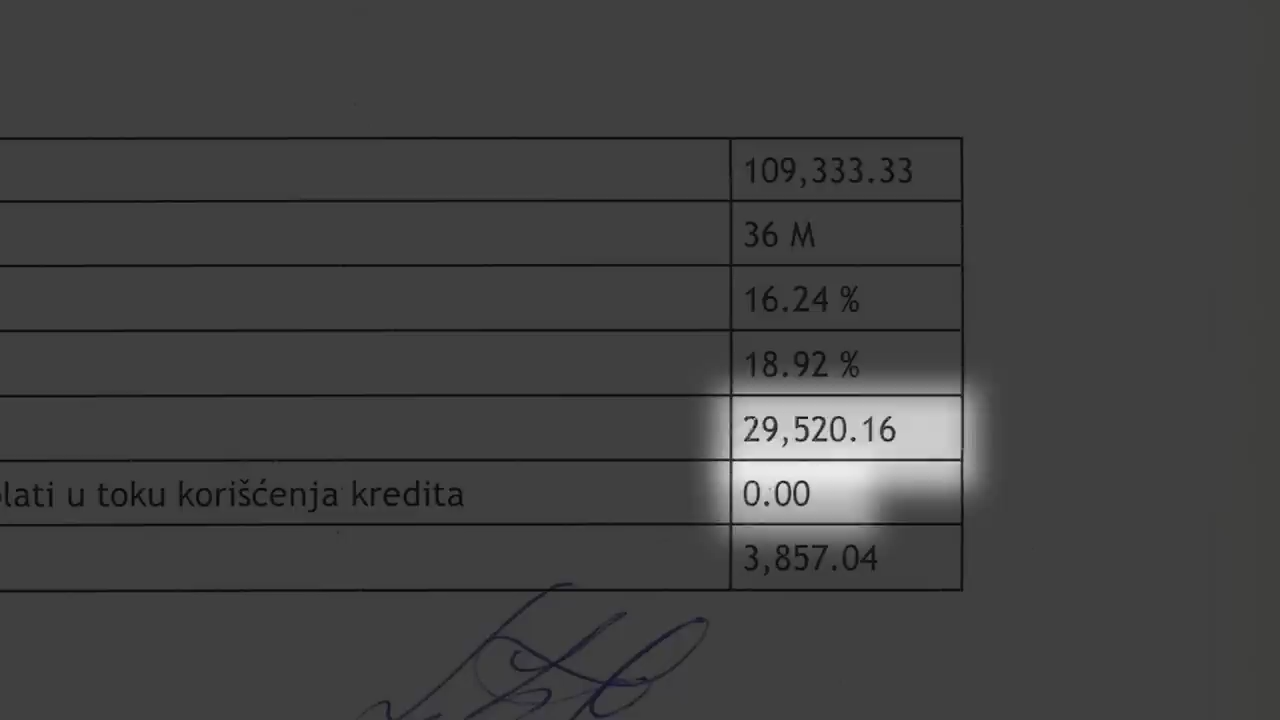 109,333.33
36 M
16.24 %
18.92 %
29,520.16
u toku korišćenja kredita 0.00
3,857.04